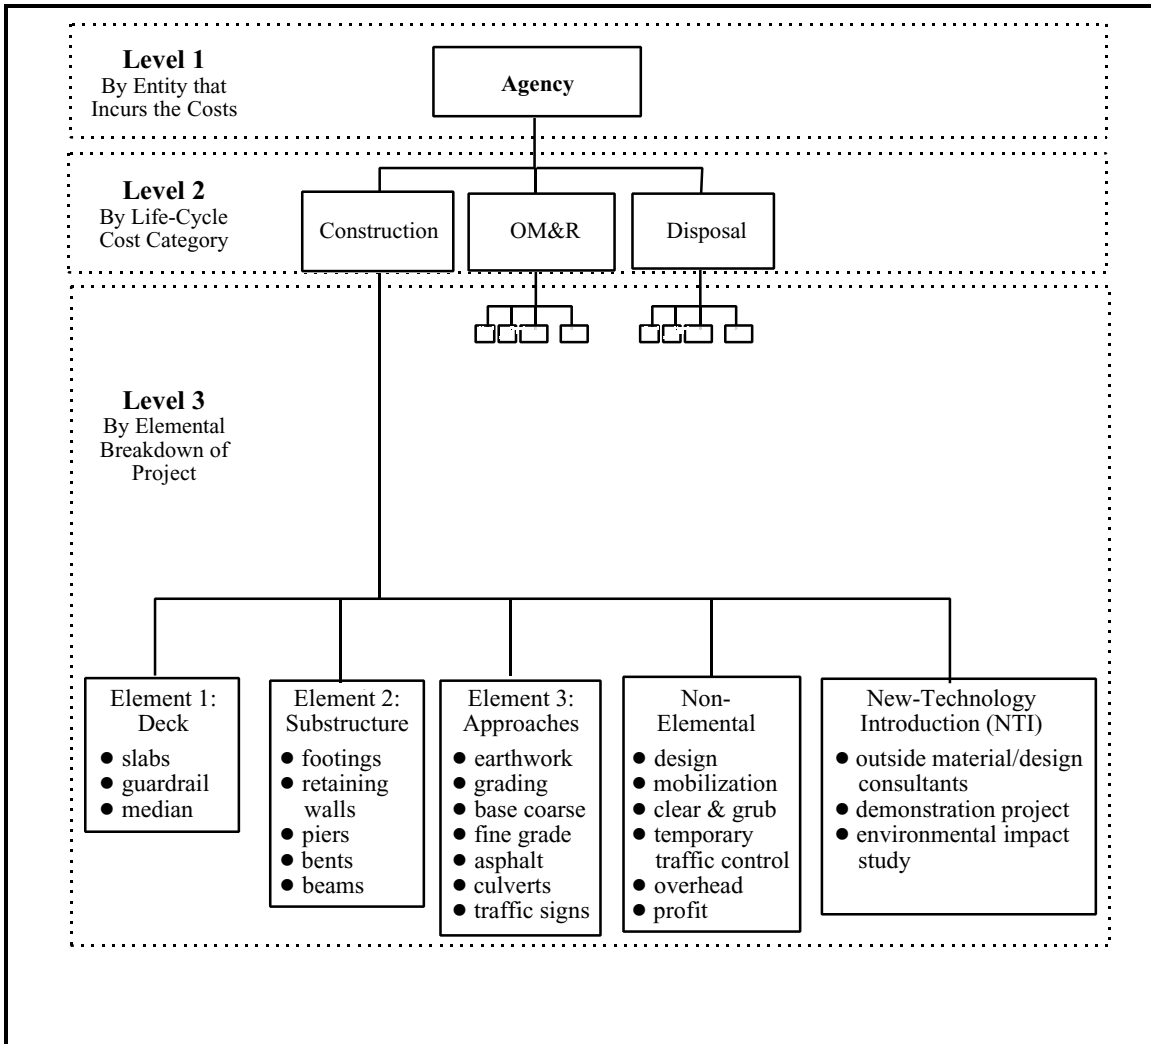 Level 1
By Entity that
Incurs the Costs
Agency
Level 2
By Life-Cycle
Cost Category
Construction
OM&R
Disposal
Level 3
By Elemental
Breakdown of
Project
Element 1:
Deck
● slabs
● guardrail
● median
Element 2:
Substructure
● footings
● retaining
walls
● piers
● bents
● beams
Element 3:
Approaches
● earthwork
● grading
● base coarse
● fine grade
● asphalt
● culverts
● traffic signs
Non-
Elemental
● design
● mobilization
● clear & grub
● temporary
traffic control
● overhead
● profit
New-Technology
Introduction (NTI)
● outside material/design
consultants
● demonstration project
● environmental impact
study